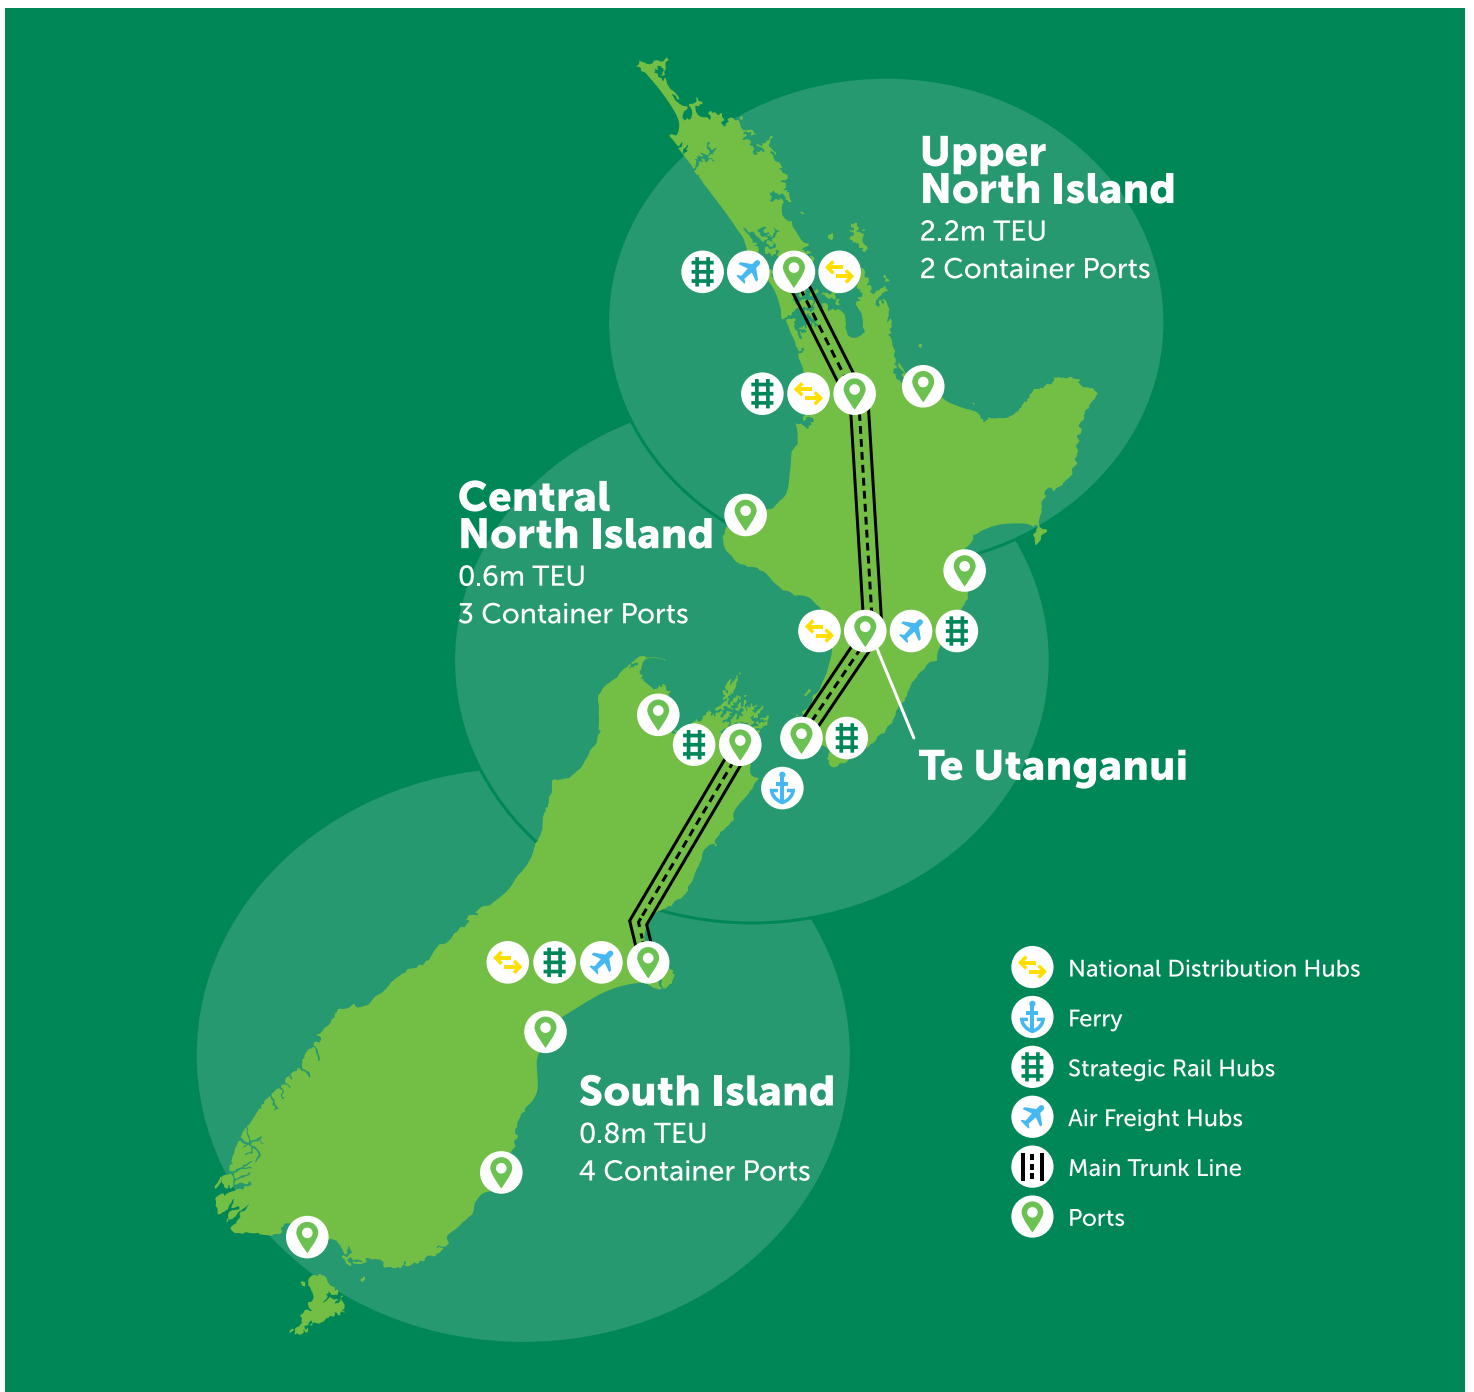 Upper
North Island
2.2m TEU
2 Container Ports
Central
North Island
0.6m TEU
3 Container Ports
Te Utanganui
South Island
0.8m TEU
4 Container Ports
National Distribution Hubs
Ferry
Strategic Rail Hubs
Air Freight Hubs
Main Trunk Line
Ports